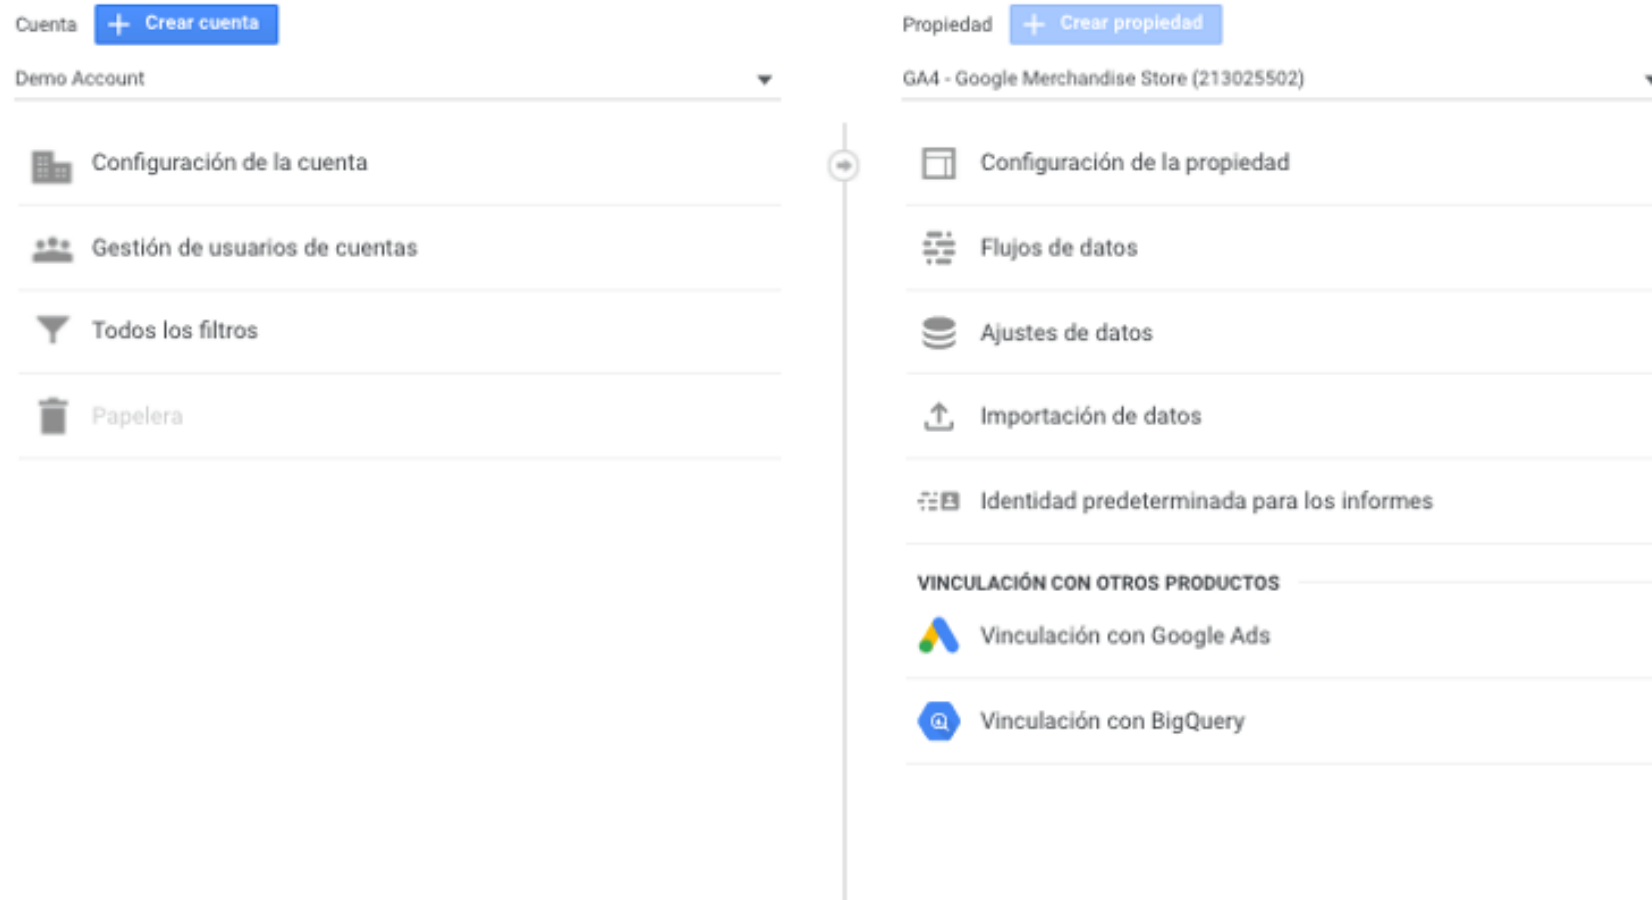 Cuenta
Crear cuenta
Demo Account
Configuración de la cuenta
Gestión de usuarios de cuentas
Todos los filtros
Papelera
Propiedad
Crear propiedad
GA4 - Google Merchandise Store (213025502)
Configuración de la propiedad
Flujos de datos
Ajustes de datos
Importación de datos
Identidad predeterminada para los informes
VINCULACIÓN CON OTROS PRODUCTOS
Vinculación con Google Ads
Vinculación con BigQuery